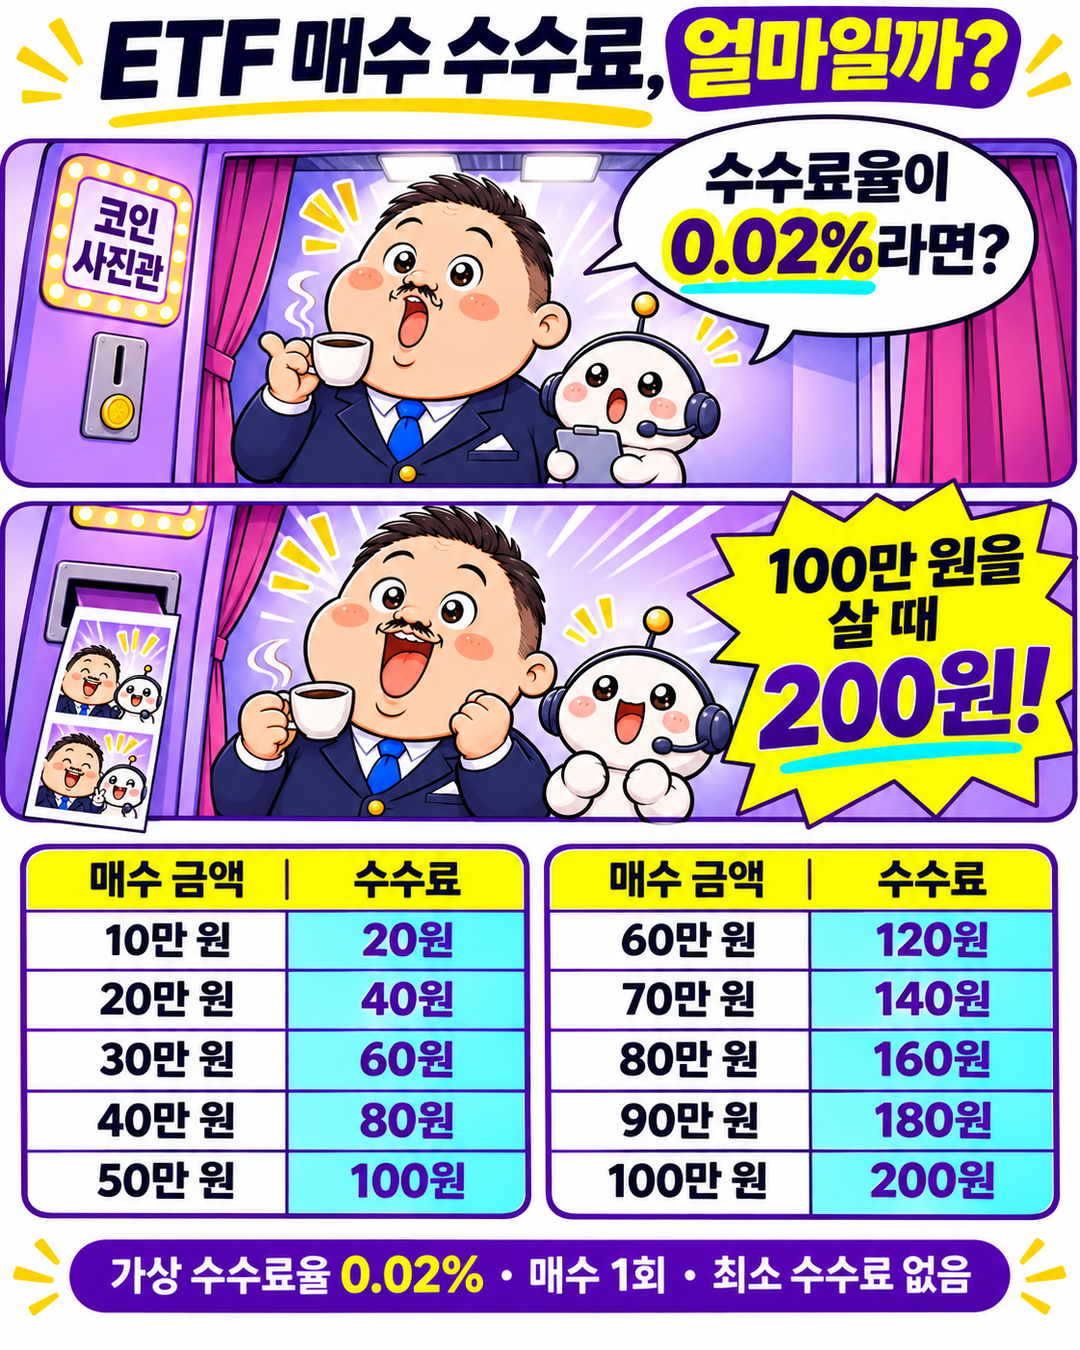 ETF 매수 수수료, 얼마일까?
코인
사진관
수수료율이
0.02%라면?
100만 원을
살 때
200원!
매수 금액 | 수수료
10만 원 20원
20만 원 40원
30만 원 60원
40만 원 80원
50만 원 100원
매수 금액 | 수수료
60만 원 120원
70만 원 140원
80만 원 160원
90만 원 180원
100만 원 200원
가상 수수료율 0.02% • 매수 1회 • 최소 수수료 없음